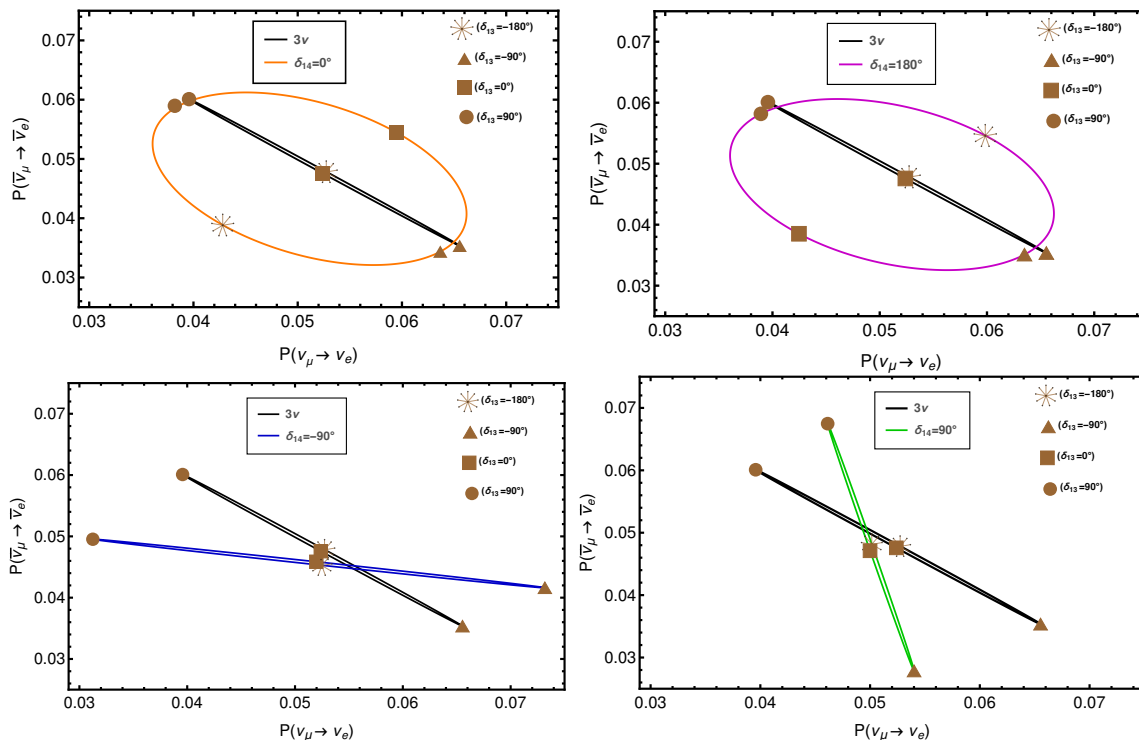 0.07
0.06
0.05
0.04
0.03
P(ν̅μ → ν̅e)
3ν
δ14=0°
(δ13=-180°)
(δ13=-90°)
(δ13=0°)
(δ13=90°)
0.03 0.04 0.05 0.06 0.07
P(νμ → νe)
0.07
0.06
0.05
0.04
0.03
P(ν̅μ → ν̅e)
3ν
δ14=180°
(δ13=-180°)
(δ13=-90°)
(δ13=0°)
(δ13=90°)
0.03 0.04 0.05 0.06 0.07
P(νμ → νe)
0.07
0.06
0.05
0.04
0.03
P(ν̅μ → ν̅e)
3ν
δ14=-90°
(δ13=-180°)
(δ13=-90°)
(δ13=0°)
(δ13=90°)
0.03 0.04 0.05 0.06 0.07
P(νμ → νe)
0.07
0.06
0.05
0.04
0.03
P(ν̅μ → ν̅e)
3ν
δ14=90°
(δ13=-180°)
(δ13=-90°)
(δ13=0°)
(δ13=90°)
0.03 0.04 0.05 0.06 0.07
P(νμ → νe)